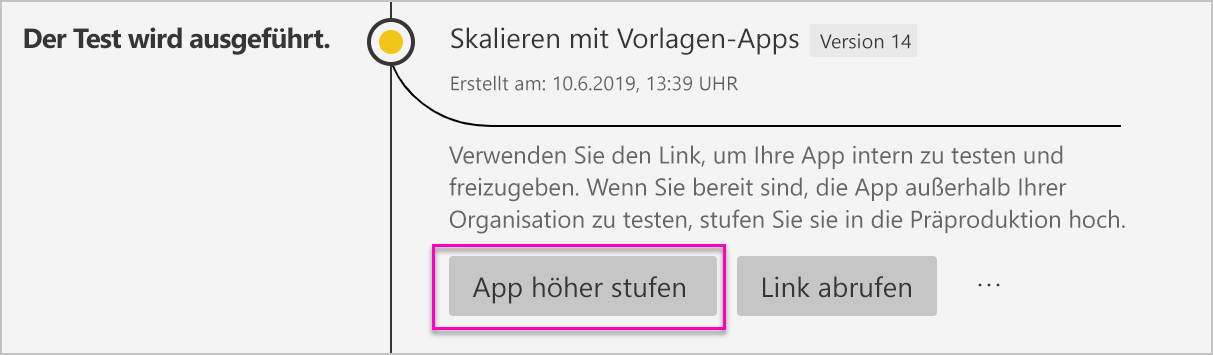 Der Test wird ausgeführt.
Skalieren mit Vorlagen-Apps Version 14
Erstellt am: 10.6.2019, 13:39 UHR
Verwenden Sie den Link, um Ihre App intern zu testen und
freizugeben. Wenn Sie bereit sind, die App außerhalb Ihrer
Organisation zu testen, stufen Sie sie in die Präproduktion hoch.
App höher stufen Link abrufen ...